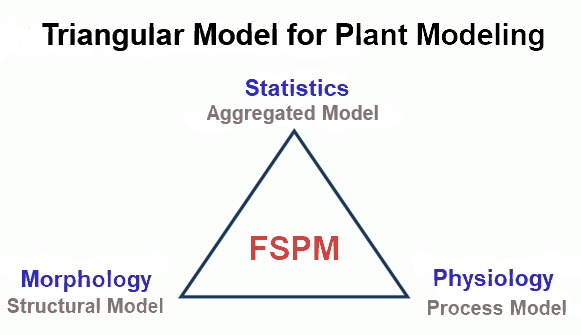 Triangular Model for Plant Modeling
Statistics
Aggregated Model
FSPM
Morphology
Structural Model
Physiology
Process Model